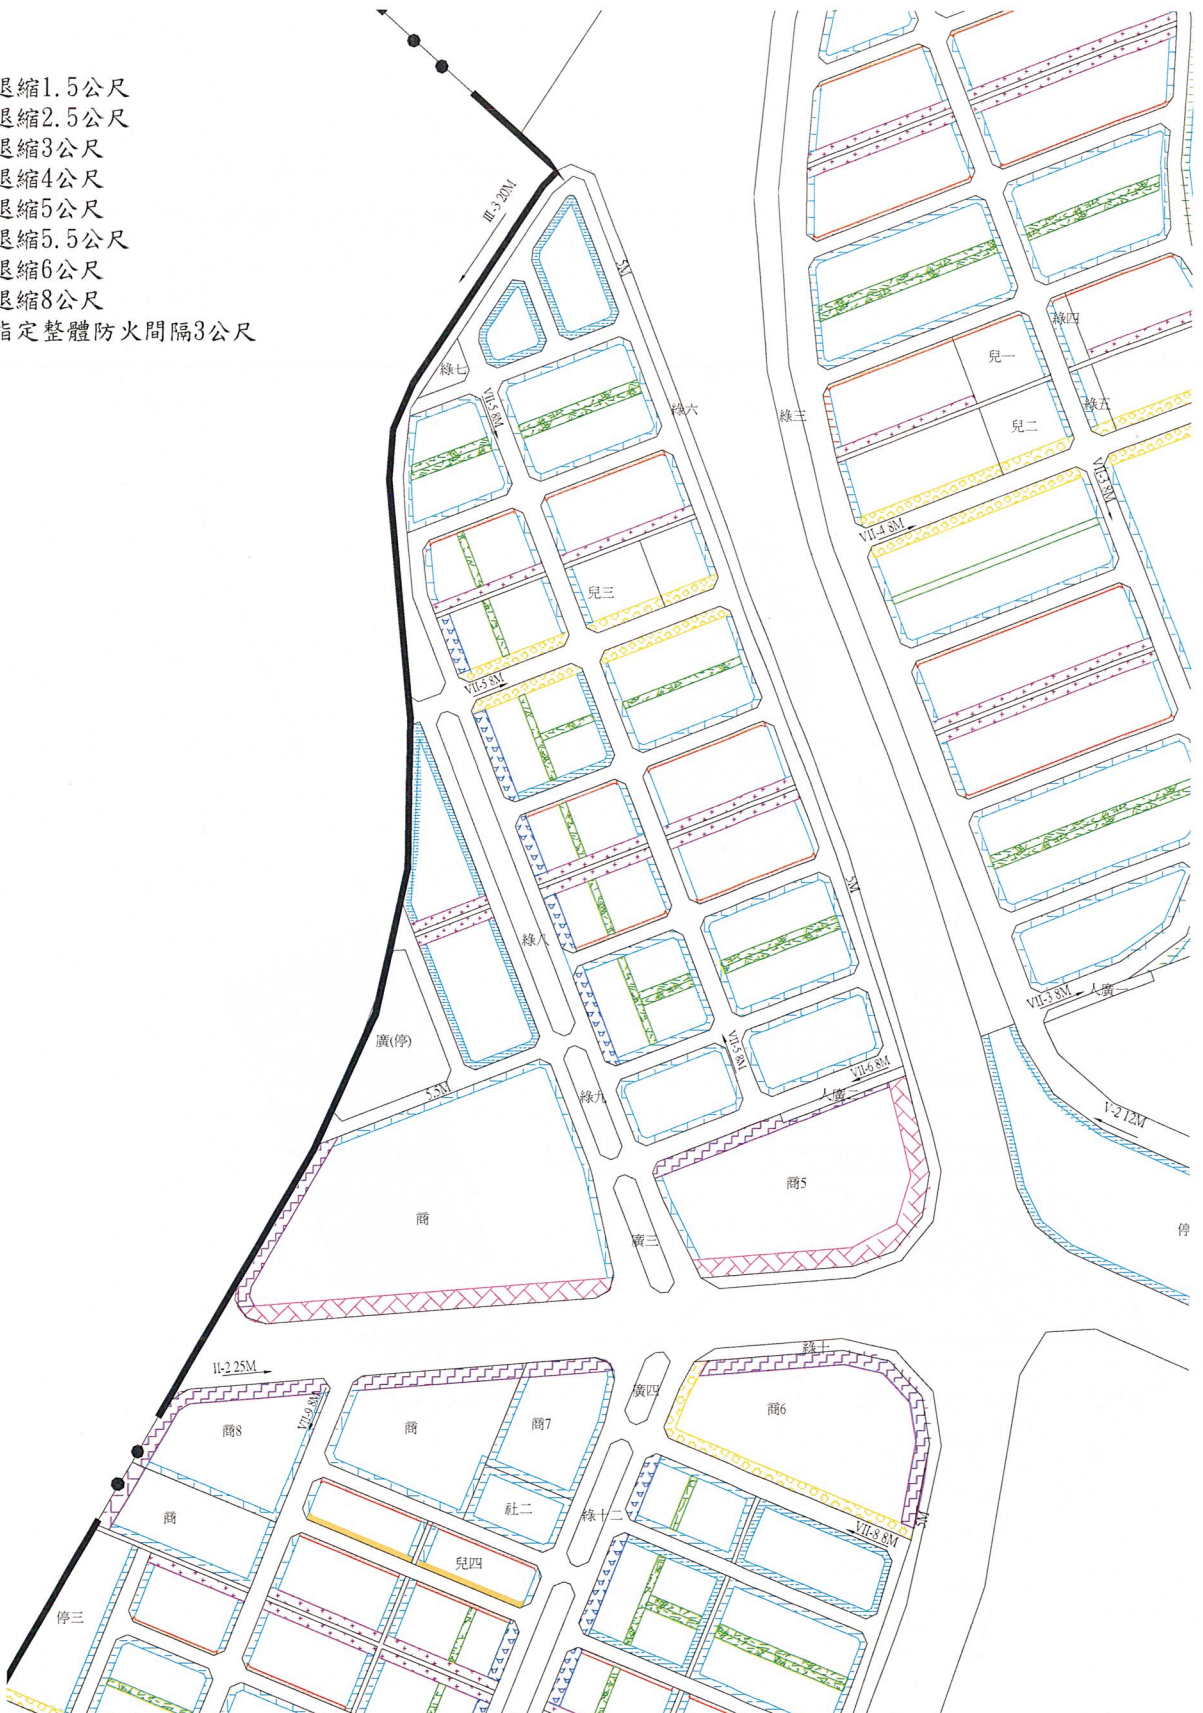 退縮1.5公尺
退縮2.5公尺
退縮3公尺
退縮4公尺
退縮5公尺
退縮5.5公尺
退縮6公尺
退縮8公尺
指定整體防火間隔3公尺
III-3 20M
5M
綠七
VII-5 8M
綠六
綠三
兒一
綠四
兒二
綠五
VII-3 8M
VII-4 8M
兒三
VII-5 8M
5M
綠八
VII-3 8M
人廣一
廣(停)
VII-5 8M
VII-6 8M
5.5M
綠九
人廣二
V-2 12M
商5
商
廣三
停
綠十
II-2 25M
VII-9 8M
廣四
商8
商
商7
商6
商
社二
綠十二
5M
VII-8 8M
兒四
停三